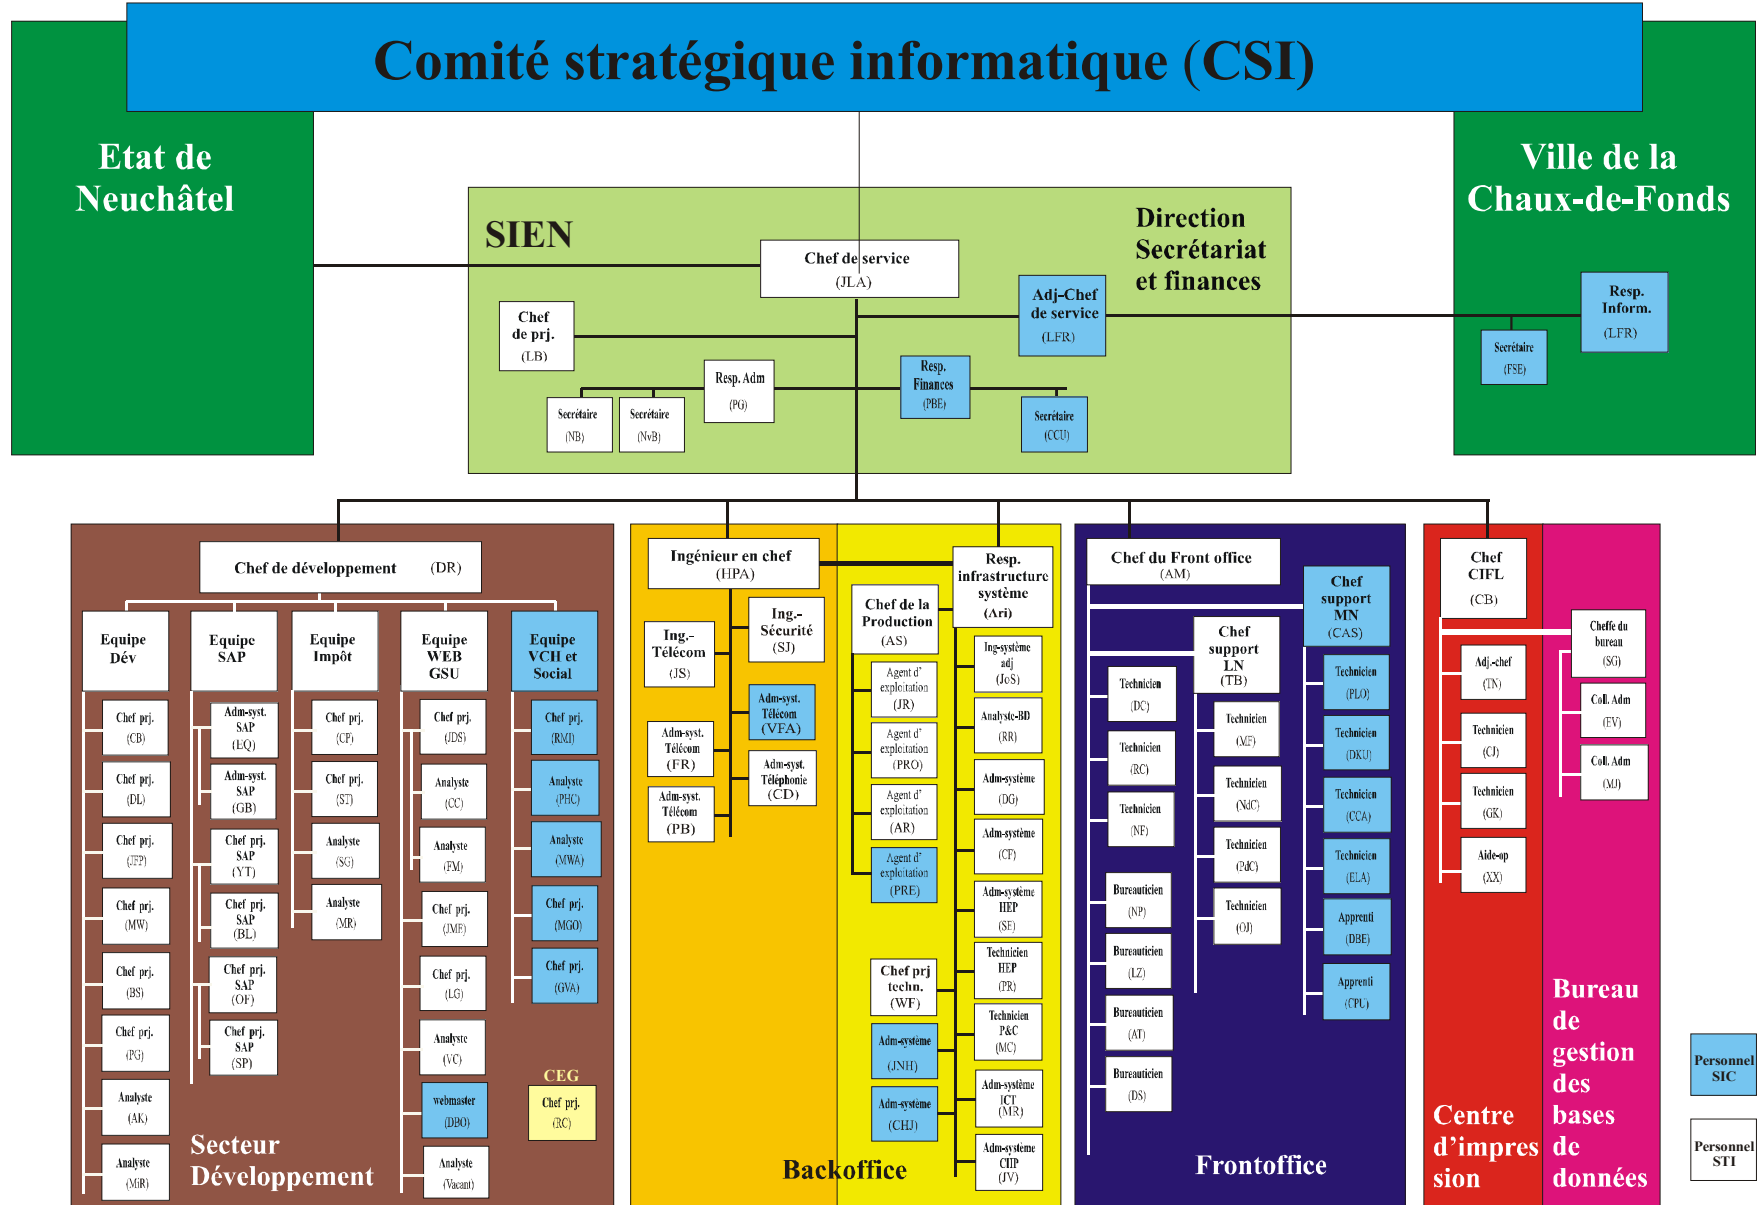 Comité stratégique informatique (CSI)
Etat de
Neuchâtel
Ville de la
Chaux-de-Fonds
SIEN
Direction
Secrétariat
et finances
Chef de service
(JLA)
Adj-Chef
de service
(LFR)
Resp.
Inform.
(LFR)
Secrétaire
(FSE)
Chef
de prj.
(LB)
Resp. Adm
(PG)
Resp.
Finances
(PBE)
Secrétaire
(NB)
Secrétaire
(NvB)
Secrétaire
(CCU)
Chef de développement (DR)
Equipe
Dév
Equipe
SAP
Equipe
Impôt
Equipe
WEB
GSU
Equipe
VCH et
Social
Chef prj.
(CB)
Chef prj.
(DL)
Chef prj.
(JFP)
Chef prj.
(MW)
Chef prj.
(BS)
Chef prj.
(PG)
Analyste
(AK)
Analyste
(MiR)
Adm-syst.
SAP
(EQ)
Adm-syst.
SAP
(GB)
Chef prj.
SAP
(YT)
Chef prj.
SAP
(BL)
Chef prj.
SAP
(OF)
Chef prj.
SAP
(SP)
Chef prj.
(CP)
Chef prj.
(ST)
Analyste
(SG)
Analyste
(MR)
Chef prj.
(JDS)
Analyste
(CC)
Analyste
(FM)
Chef prj.
(JME)
Chef prj.
(LG)
Analyste
(VC)
webmaster
(DBO)
Analyste
(Vacant)
Chef prj.
(RMI)
Analyste
(PHC)
Analyste
(MWA)
Chef prj.
(MGO)
Chef prj.
(GVA)
CEG
Chef prj.
(RC)
Secteur
Développement
Ingénieur en chef
(HPA)
Ing.-
Télécom
(JS)
Ing.-
Sécurité
(SJ)
Adm-syst.
Télécom
(VFA)
Adm-syst.
Télécom
(FR)
Adm-syst.
Téléphonie
(CD)
Adm-syst.
Télécom
(PB)
Resp.
infrastructure
système
(Ari)
Chef de la
Production
(AS)
Agent d'
exploitation
(JR)
Agent d'
exploitation
(PRO)
Agent d'
exploitation
(AR)
Agent d'
exploitation
(PRE)
Chef prj
techn.
(WF)
Adm-système
(JNH)
Adm-système
(CHJ)
Ing-système
adj
(JoS)
Analyste-BD
(RR)
Adm-système
(DG)
Adm-système
(CF)
Adm-système
HEP
(SE)
Technicien
HEP
(PR)
Technicien
P&C
(MC)
Adm-système
ICT
(MR)
Adm-système
CIIP
(JV)
Backoffice
Chef du Front office
(AM)
Chef
support
MN
(CAS)
Chef
support
LN
(TB)
Technicien
(DC)
Technicien
(RC)
Technicien
(NF)
Bureauticien
(NP)
Bureauticien
(LZ)
Bureauticien
(AT)
Bureauticien
(DS)
Technicien
(MF)
Technicien
(NdC)
Technicien
(PdC)
Technicien
(OJ)
Technicien
(PLO)
Technicien
(DKU)
Technicien
(CCA)
Technicien
(ELA)
Apprenti
(DBE)
Apprenti
(CPU)
Frontoffice
Chef
CIFL
(CB)
Adj.-chef
(TN)
Technicien
(CJ)
Technicien
(GK)
Aide-op
(XX)
Centre
d'impres
sion
Cheffe du
bureau
(SG)
Coll. Adm
(EV)
Coll. Adm
(MJ)
Bureau
de
gestion
des
bases
de
données
Personnel
SIC
Personnel
STI